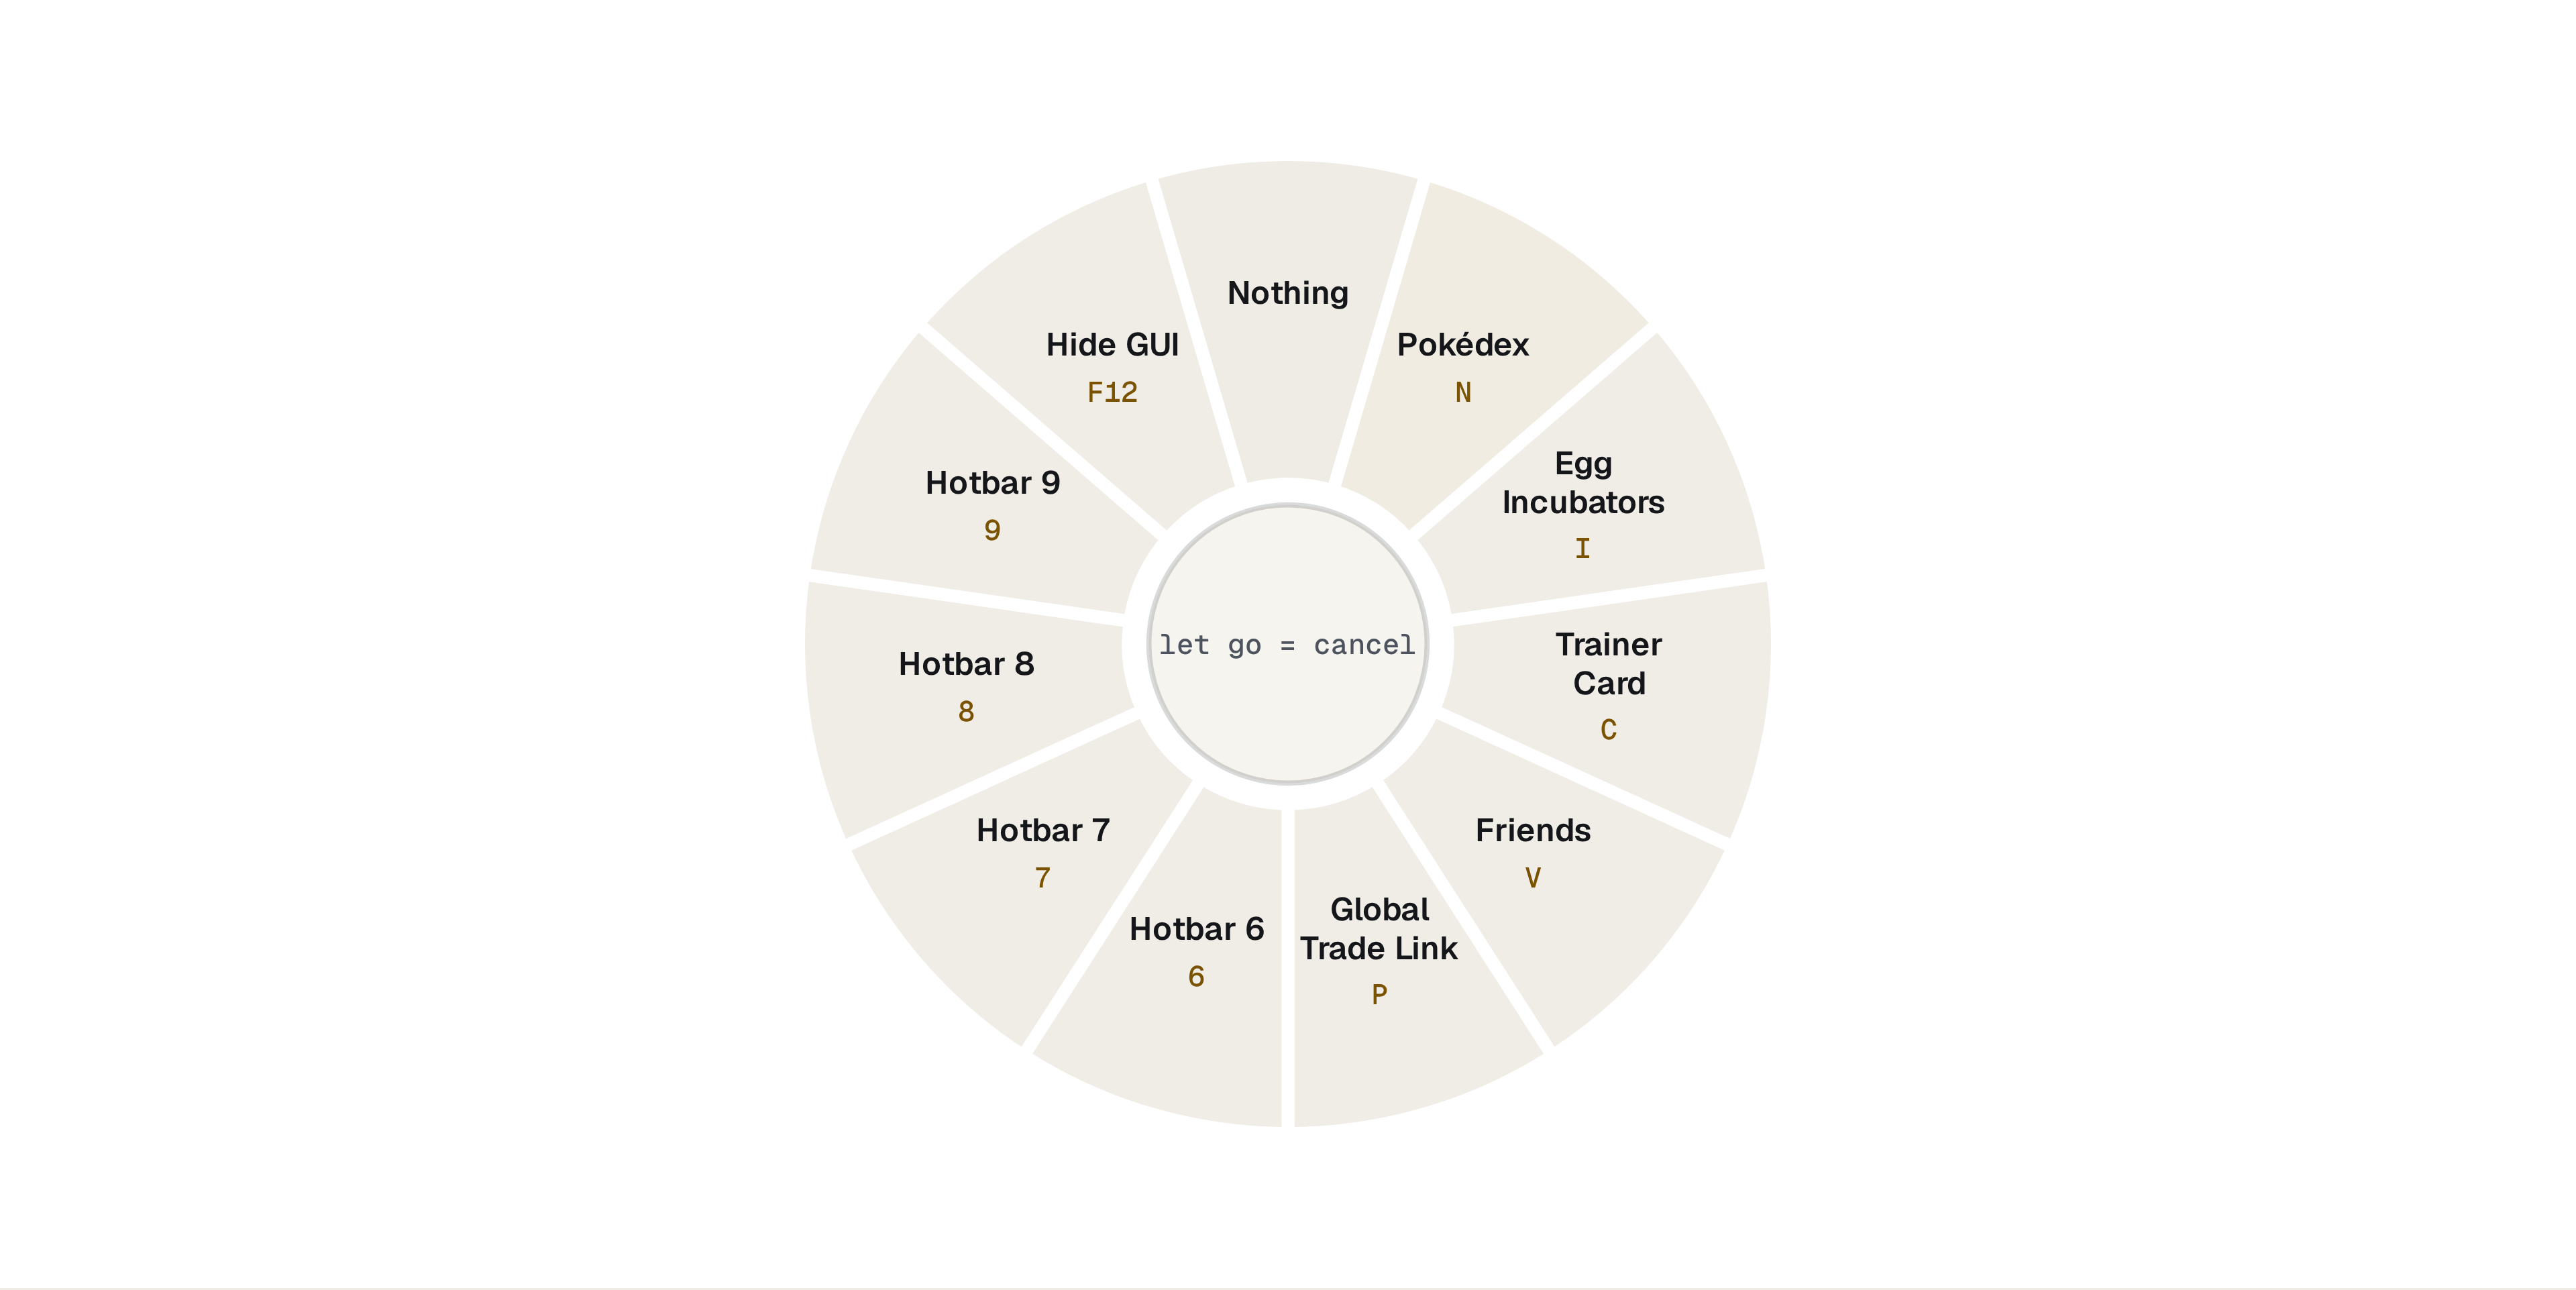 Nothing
Pokédex
N
Egg
Incubators
I
Trainer
Card
C
Friends
V
Global
Trade Link
P
Hotbar 6
6
Hotbar 7
7
Hotbar 8
8
Hotbar 9
9
Hide GUI
F12
let go = cancel